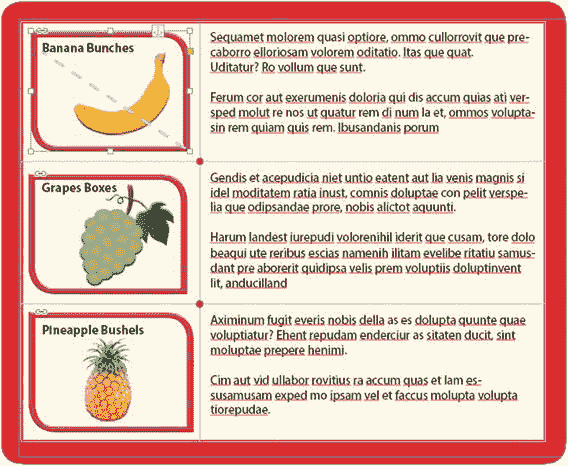 Banana Bunches
Sequamet molorem quasi optiore, ommo cullorrovit que pre-
caborro elloriosam volorem oditatio. Itas que quat.
Uditatur? Ro vollum que sunt.
Ferum cor aut exerumenis doloria qui dis accum quias ati ver-
sped molut re nos ut quatur rem di num la et, ommos volupta-
sin rem quiam quis rem. Ibusandanis porum
Grapes Boxes
Gendis et acepudicia niet untio eatent aut lia venis magnis si
idel moditatem ratia inust, comnis doluptae con pelit verspe-
lia que odipsandae prore, nobis alictot aquunti.
Harum landest iurepudi volorenihil iderit que cusam, tore dolo
beaqui ute reribus escias namenih ilitam evelibe ritatiu samus-
dant pre aborerit quidipsa velis prem voluptiis doluptinvent
lit, anducilland
Pineapple Bushels
Aximinum fugit everis nobis della as es dolupta quunte quae
voluptiatur? Ehent repudam enderciur as sitaten ducit, sint
moluptae prepere henimi.
Cim aut vid ullabor rovitius ra accum quas et lam es-
susamusam exped mo ipsam vel et faccus molupta volupta
tiorepudae.